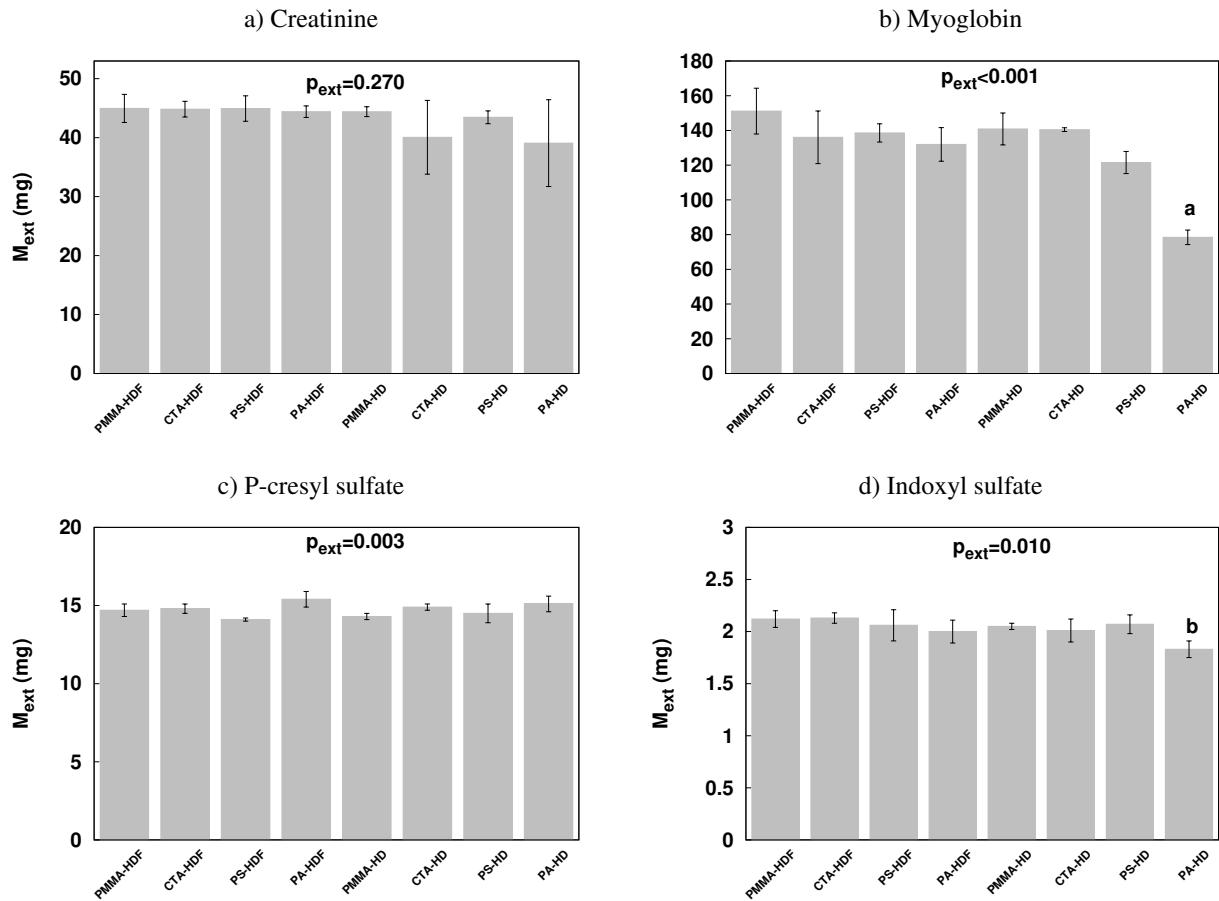 a) Creatinine
p_ext=0.270
M_ext (mg)
50
40
30
20
10
0
PMMA-HDF
CTA-HDF
PS-HDF
PA-HDF
PMMA-HD
CTA-HD
PS-HD
PA-HD
b) Myoglobin
p_ext<0.001
180
160
140
120
100
80
60
40
20
0
a
PMMA-HDF
CTA-HDF
PS-HDF
PA-HDF
PMMA-HD
CTA-HD
PS-HD
PA-HD
c) P-cresyl sulfate
p_ext=0.003
M_ext (mg)
20
15
10
5
0
PMMA-HDF
CTA-HDF
PS-HDF
PA-HDF
PMMA-HD
CTA-HD
PS-HD
PA-HD
d) Indoxyl sulfate
p_ext=0.010
M_ext (mg)
3
2.5
2
1.5
1
0.5
0
b
PMMA-HDF
CTA-HDF
PS-HDF
PA-HDF
PMMA-HD
CTA-HD
PS-HD
PA-HD